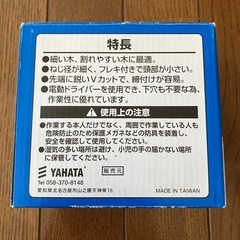 特長
●細い木、割れやすい木に最適。
●ねじ径が細く、フレキ付きで頭部が小さい。
●先端に鋭いVカットで、締付けが容易。
●電動ドライバーを使用でき、下穴も不要な為、
作業性に優れています。
⚠使用上の注意
●作業する本人だけでなく、周囲で作業している人も
危険防止のため保護メガネなどの防具を装着し、
安全を確認して使用してください。
●湿気の多い場所は避け、小児の手の届かない場所
に保管してください。
YAHATA
販売元
Tel 058-370-8148
MADE IN TAIWAN